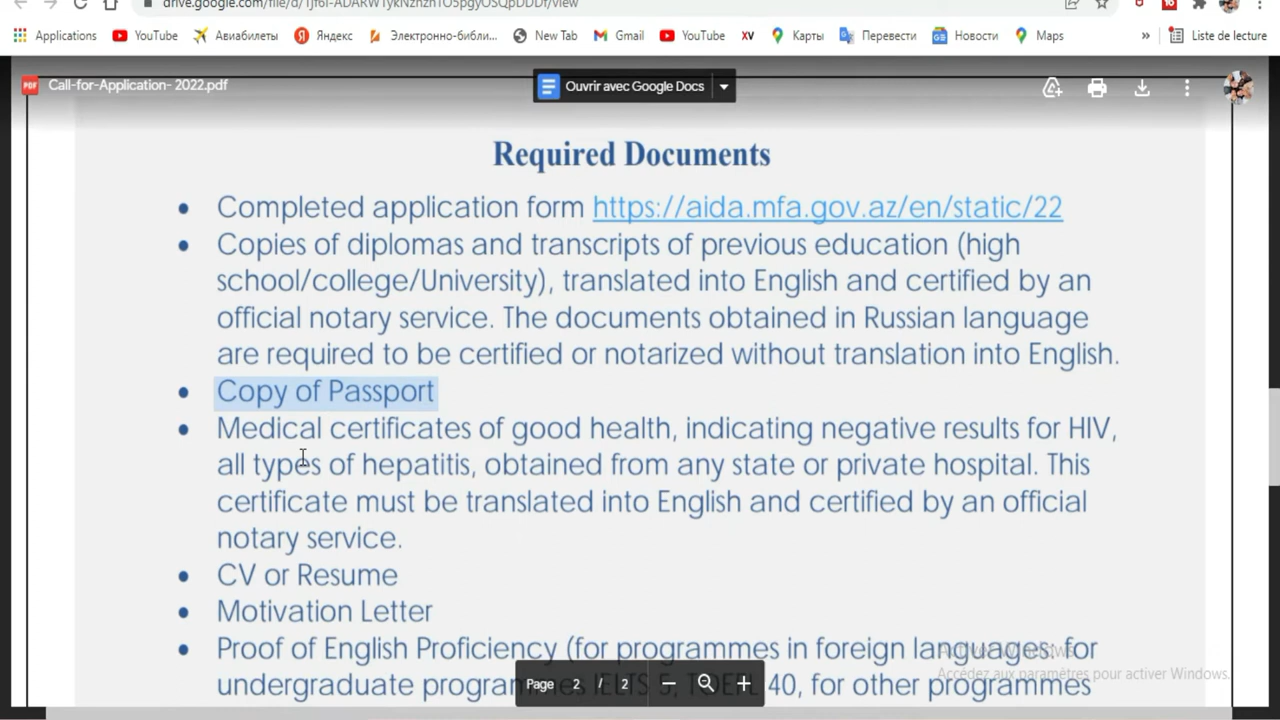 drive.google.com/file/d/
Applications
YouTube
Авиабилеты
Яндекс
Электронно-библи...
New Tab
Gmail
YouTube
XV
Карты
Перевести
Новости
Maps
»
Liste de lecture
PDF
Call-for-Application- 2022.pdf
Ouvrir avec Google Docs
Required Documents
• Completed application form https://aida.mfa.gov.az/en/static/22
• Copies of diplomas and transcripts of previous education (high
school/college/University), translated into English and certified by an
official notary service. The documents obtained in Russian language
are required to be certified or notarized without translation into English.
• Copy of Passport
• Medical certificates of good health, indicating negative results for HIV,
all types of hepatitis, obtained from any state or private hospital. This
certificate must be translated into English and certified by an official
notary service.
• CV or Resume
• Motivation Letter
• Proof of English Proficiency (for programmes in foreign languages: for
undergraduate programmes IELTS 5, TOEFL 40, for other programmes
Activer Windows
Accédez aux paramètres pour activer Windows.
Page 2 / 2